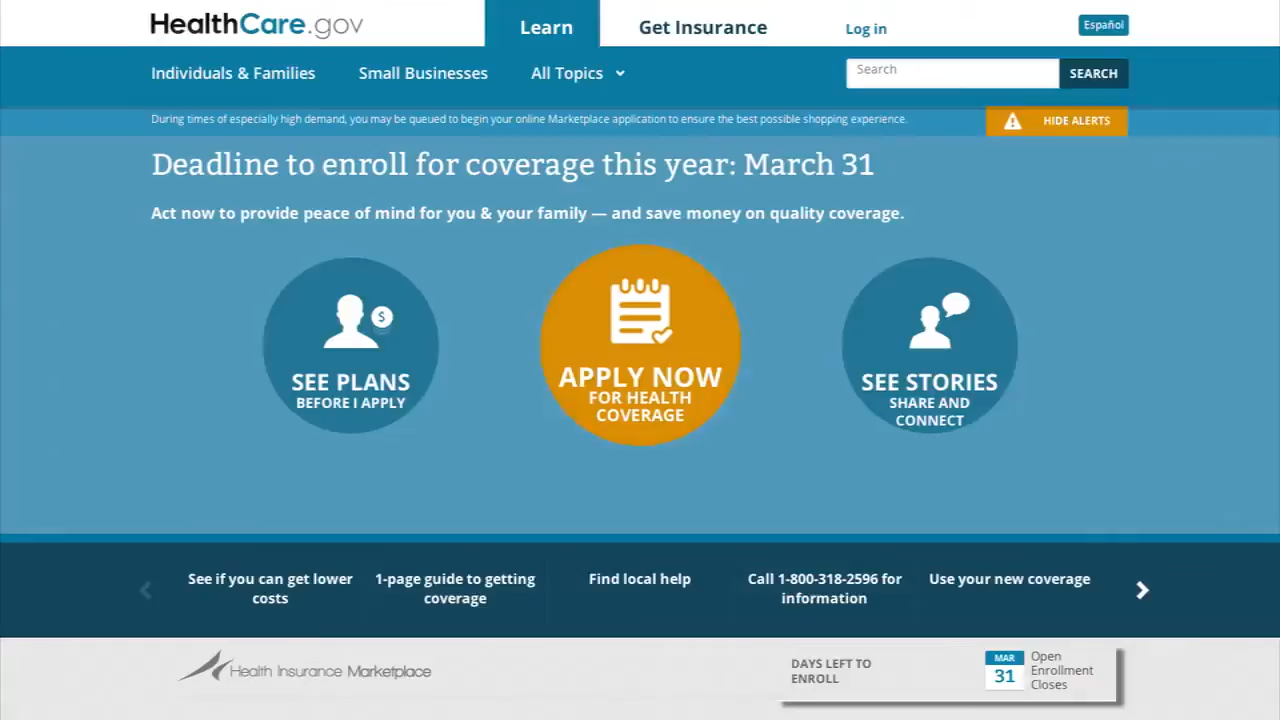 HealthCare.gov
Learn
Get Insurance
Log in
Español
Individuals & Families
Small Businesses
All Topics
Search
SEARCH
During times of especially high demand, you may be queued to begin your online Marketplace application to ensure the best possible shopping experience.
HIDE ALERTS
Deadline to enroll for coverage this year: March 31
Act now to provide peace of mind for you & your family — and save money on quality coverage.
$
SEE PLANS
BEFORE I APPLY
APPLY NOW
FOR HEALTH
COVERAGE
SEE STORIES
SHARE AND
CONNECT
See if you can get lower
costs
1-page guide to getting
coverage
Find local help
Call 1-800-318-2596 for
information
Use your new coverage
Health Insurance Marketplace
DAYS LEFT TO
ENROLL
MAR
31
Open
Enrollment
Closes